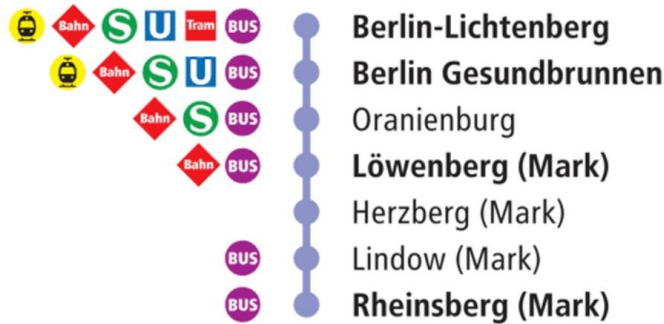 Bahn S U Tram BUS Berlin-Lichtenberg
Bahn S U BUS Berlin Gesundbrunnen
Bahn S BUS Oranienburg
Bahn BUS Löwenberg (Mark)
Herzberg (Mark)
BUS Lindow (Mark)
BUS Rheinsberg (Mark)